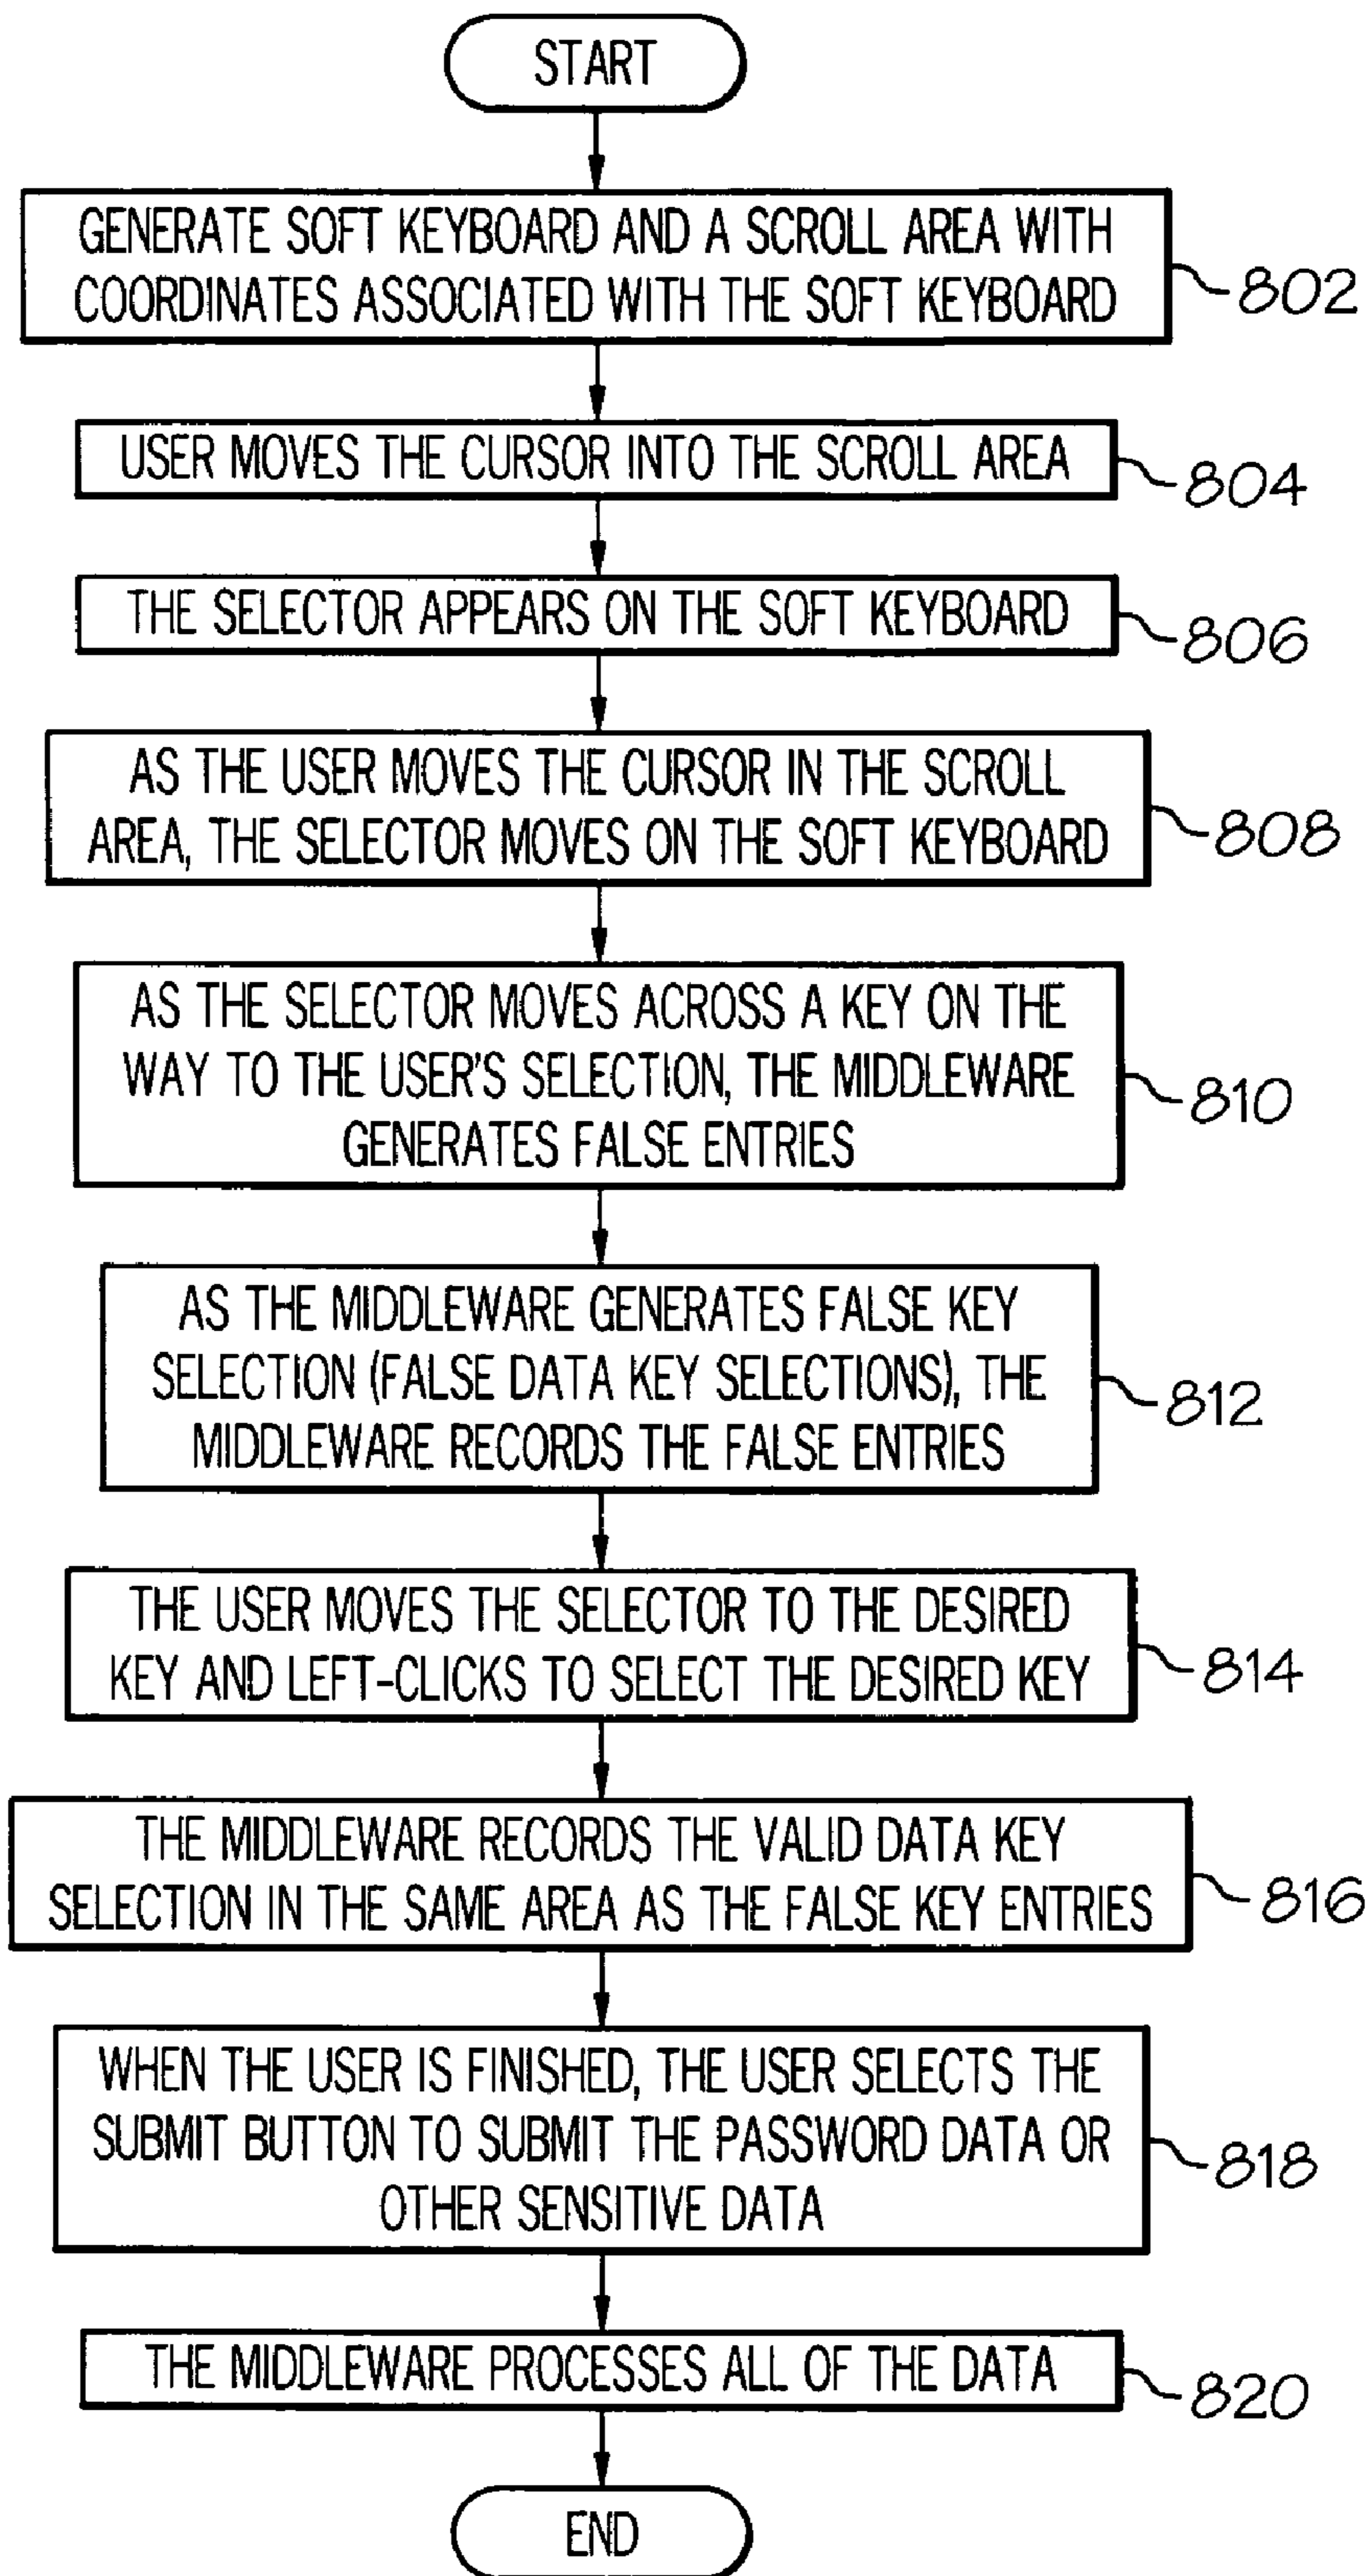 START
GENERATE SOFT KEYBOARD AND A SCROLL AREA WITH
COORDINATES ASSOCIATED WITH THE SOFT KEYBOARD
802
USER MOVES THE CURSOR INTO THE SCROLL AREA
804
THE SELECTOR APPEARS ON THE SOFT KEYBOARD
806
AS THE USER MOVES THE CURSOR IN THE SCROLL
AREA, THE SELECTOR MOVES ON THE SOFT KEYBOARD
808
AS THE SELECTOR MOVES ACROSS A KEY ON THE
WAY TO THE USER'S SELECTION, THE MIDDLEWARE
GENERATES FALSE ENTRIES
810
AS THE MIDDLEWARE GENERATES FALSE KEY
SELECTION (FALSE DATA KEY SELECTIONS), THE
MIDDLEWARE RECORDS THE FALSE ENTRIES
812
THE USER MOVES THE SELECTOR TO THE DESIRED
KEY AND LEFT-CLICKS TO SELECT THE DESIRED KEY
814
THE MIDDLEWARE RECORDS THE VALID DATA KEY
SELECTION IN THE SAME AREA AS THE FALSE KEY ENTRIES
816
WHEN THE USER IS FINISHED, THE USER SELECTS THE
SUBMIT BUTTON TO SUBMIT THE PASSWORD DATA OR
OTHER SENSITIVE DATA
818
THE MIDDLEWARE PROCESSES ALL OF THE DATA
820
END